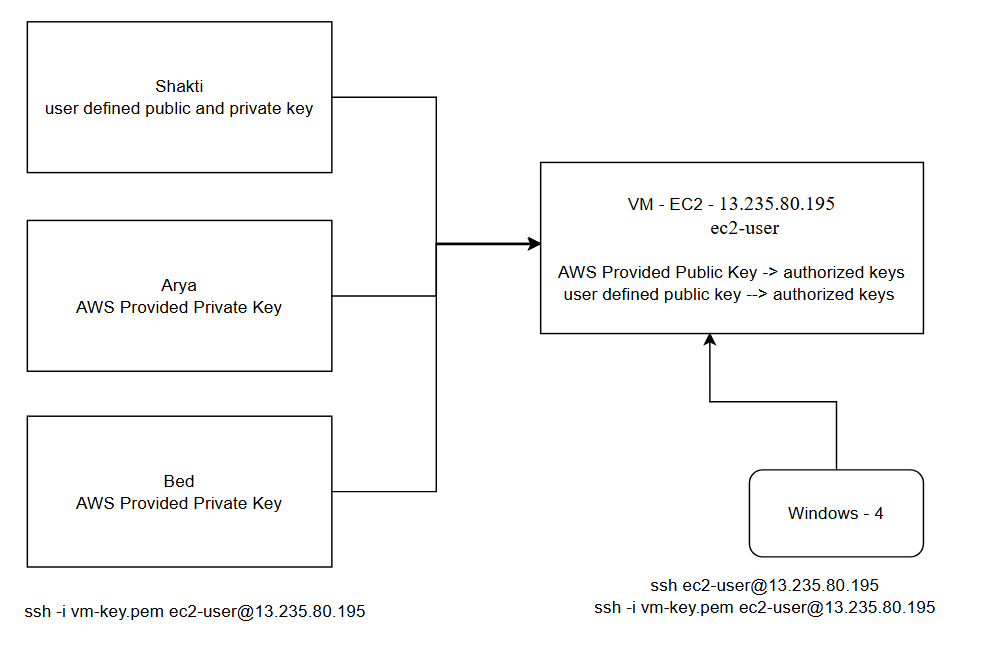 Shakti
user defined public and private key
Arya
AWS Provided Private Key
Bed
AWS Provided Private Key
ssh -i vm-key.pem ec2-user@13.235.80.195
VM - EC2 - 13.235.80.195
ec2-user
AWS Provided Public Key -> authorized keys
user defined public key --> authorized keys
Windows - 4
ssh ec2-user@13.235.80.195
ssh -i vm-key.pem ec2-user@13.235.80.195